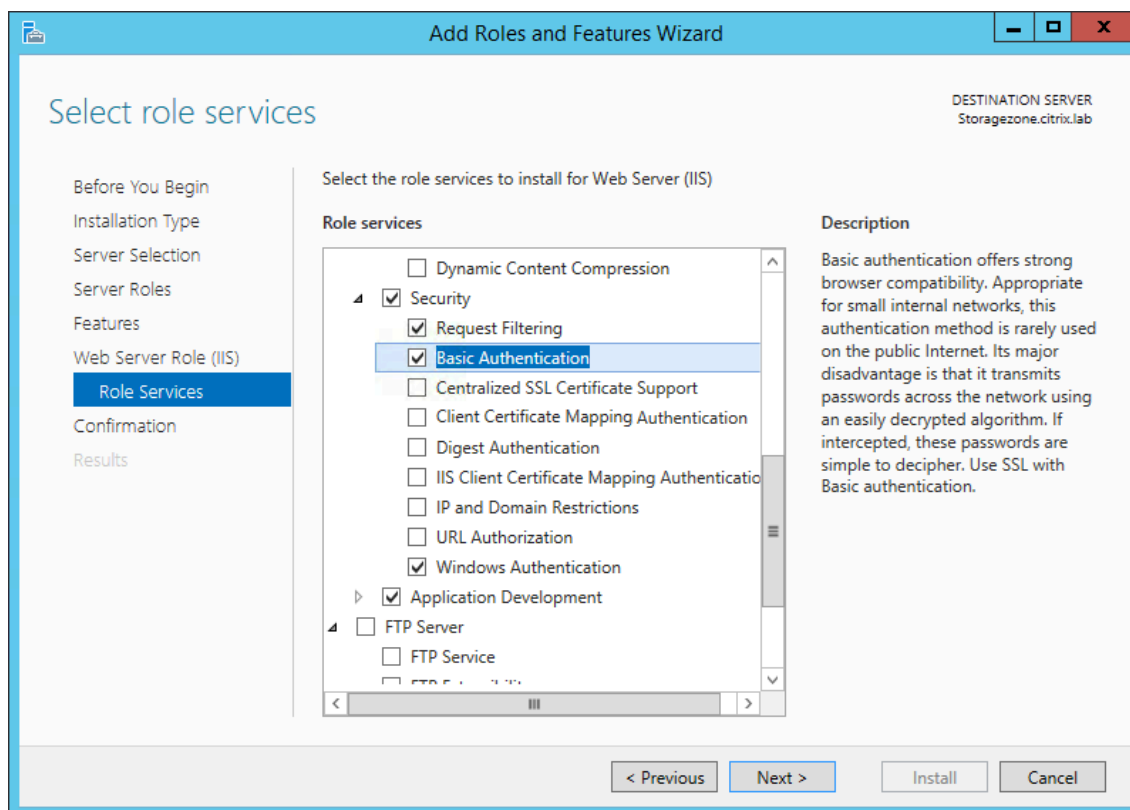 Add Roles and Features Wizard
Select role services
DESTINATION SERVER
Storagezone.citrix.lab
Before You Begin
Installation Type
Server Selection
Server Roles
Features
Web Server Role (IIS)
Role Services
Confirmation
Results
Select the role services to install for Web Server (IIS)
Role services
Dynamic Content Compression
Security
Request Filtering
Basic Authentication
Centralized SSL Certificate Support
Client Certificate Mapping Authentication
Digest Authentication
IIS Client Certificate Mapping Authenticatio
IP and Domain Restrictions
URL Authorization
Windows Authentication
Application Development
FTP Server
FTP Service
Description
Basic authentication offers strong
browser compatibility. Appropriate
for small internal networks, this
authentication method is rarely used
on the public Internet. Its major
disadvantage is that it transmits
passwords across the network using
an easily decrypted algorithm. If
intercepted, these passwords are
simple to decipher. Use SSL with
Basic authentication.
< Previous
Next >
Install
Cancel